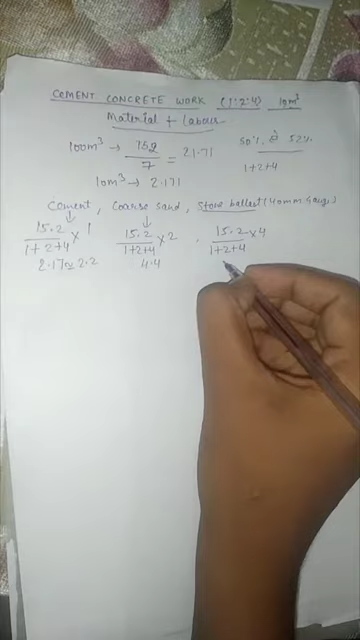 CEMENT CONCRETE WORK (1:2:4) 10m³
Material + Labour
100m³ → 152/7 = 21.71 50% to 52%
10m³ → 2.171 1+2+4
Cement, Coarse sand, Stone ballast (40mm Gauge)
15.2/1+2+4 × 1 15.2/1+2+4 × 2 , 15.2/1+2+4 × 4
2.17 ≈ 2.2 4.4